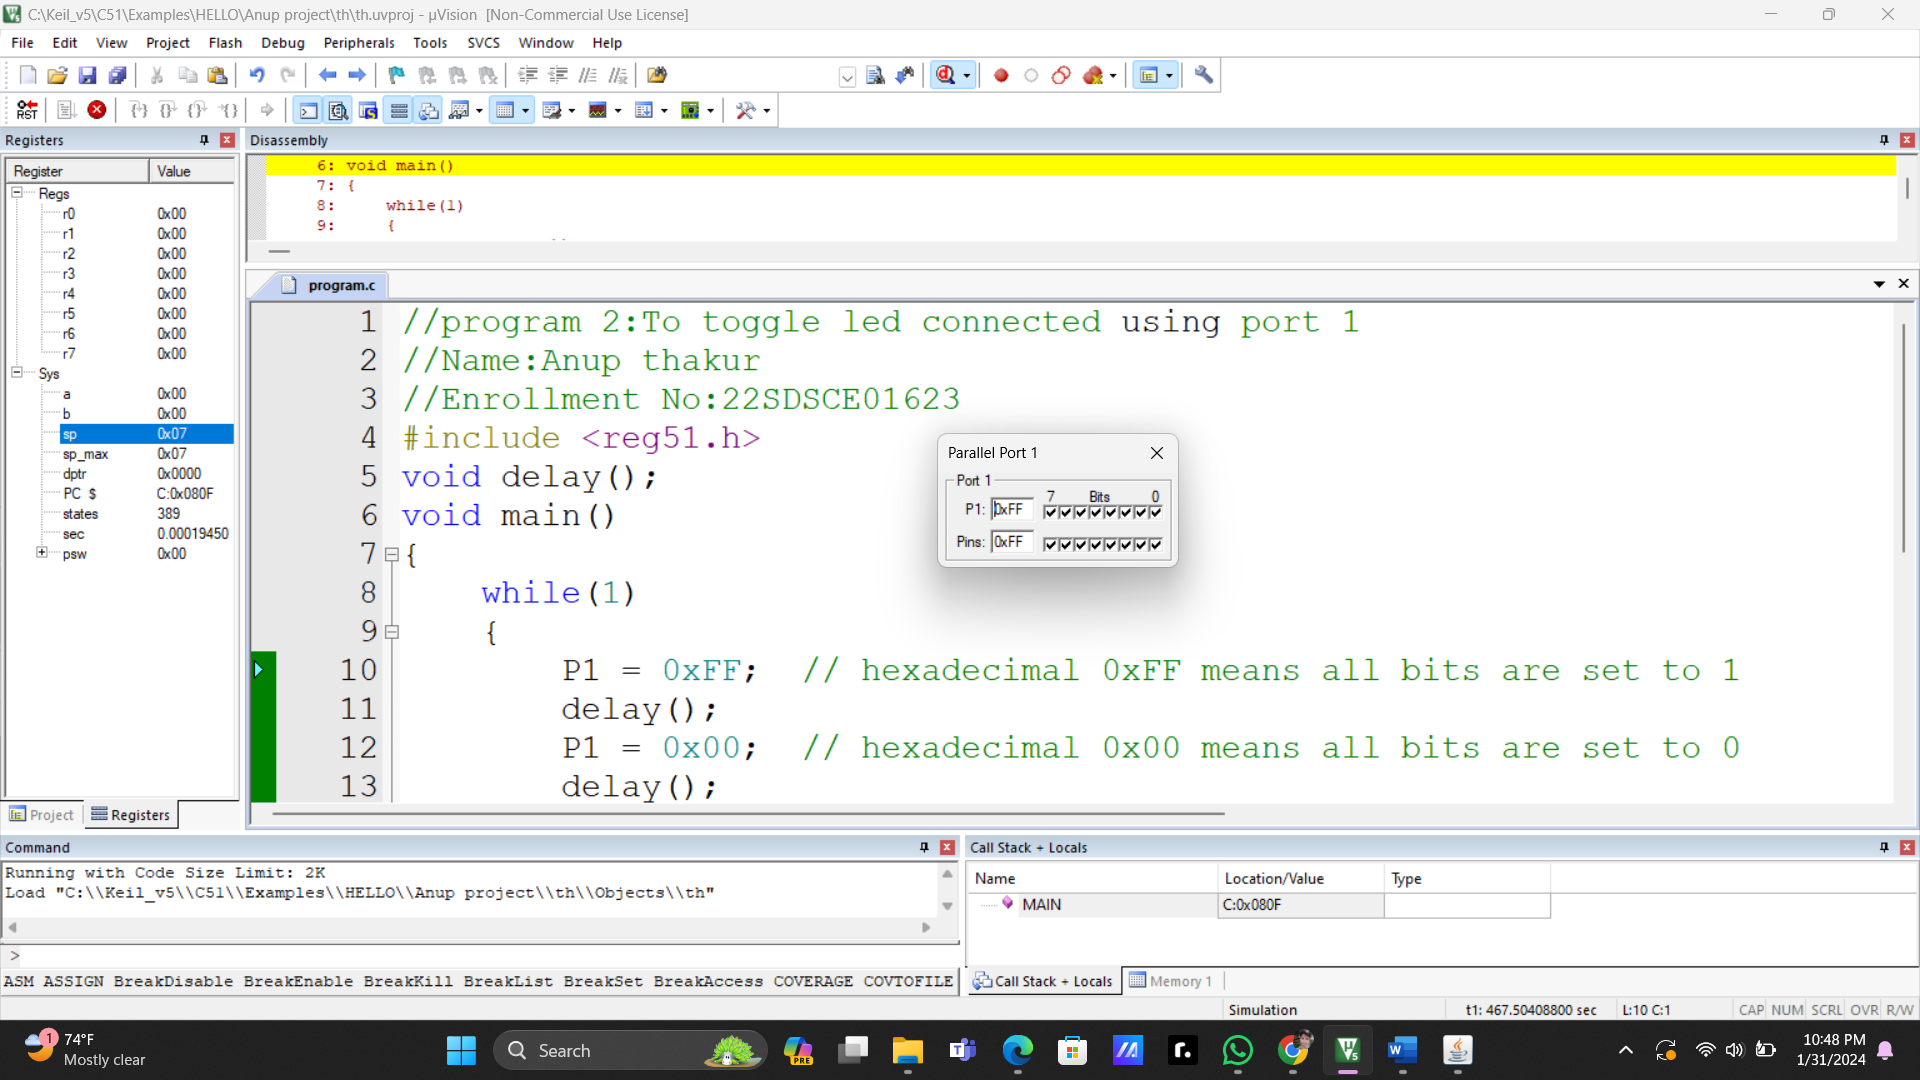 C:\Keil_v5\C51\Examples\HELLO\Anup project\th\th.uvproj - µVision [Non-Commercial Use License]
File Edit View Project Flash Debug Peripherals Tools SVCS Window Help
RST
Registers
Register Value
Regs
r0 0x00
r1 0x00
r2 0x00
r3 0x00
r4 0x00
r5 0x00
r6 0x00
r7 0x00
Sys
a 0x00
b 0x00
sp 0x07
sp_max 0x07
dptr 0x0000
PC $ C:0x080F
states 389
sec 0.00019450
psw 0x00
Project Registers
Disassembly
6: void main()
7: {
8: while(1)
9: {
program.c
1 //program 2:To toggle led connected using port 1
2 //Name:Anup thakur
3 //Enrollment No:22SDSCE01623
4 #include <reg51.h>
5 void delay();
6 void main()
7 {
8 while(1)
9 {
10 P1 = 0xFF; // hexadecimal 0xFF means all bits are set to 1
11 delay();
12 P1 = 0x00; // hexadecimal 0x00 means all bits are set to 0
13 delay();
Parallel Port 1
Port 1
7 Bits 0
P1: 0xFF
Pins: 0xFF
Command
Running with Code Size Limit: 2K
Load "C:\\Keil_v5\\C51\\Examples\\HELLO\\Anup project\\th\\Objects\\th"
>
ASM ASSIGN BreakDisable BreakEnable BreakKill BreakList BreakSet BreakAccess COVERAGE COVTOFILE
Call Stack + Locals
Name Location/Value Type
MAIN C:0x080F
Call Stack + Locals Memory 1
Simulation t1: 467.50408800 sec L:10 C:1 CAP NUM SCRL OVR R/W
1
74°F
Mostly clear
Search
PRE
10:48 PM
1/31/2024